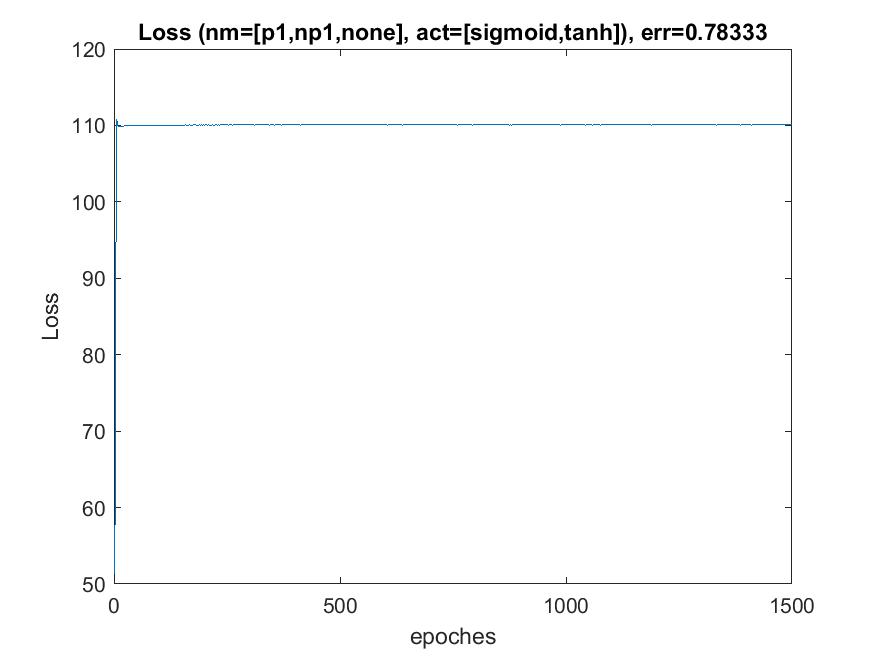 Loss (nm=[p1,np1,none], act=[sigmoid,tanh]), err=0.78333
120
110
100
90
80
70
60
50
Loss
0 500 1000 1500
epoches